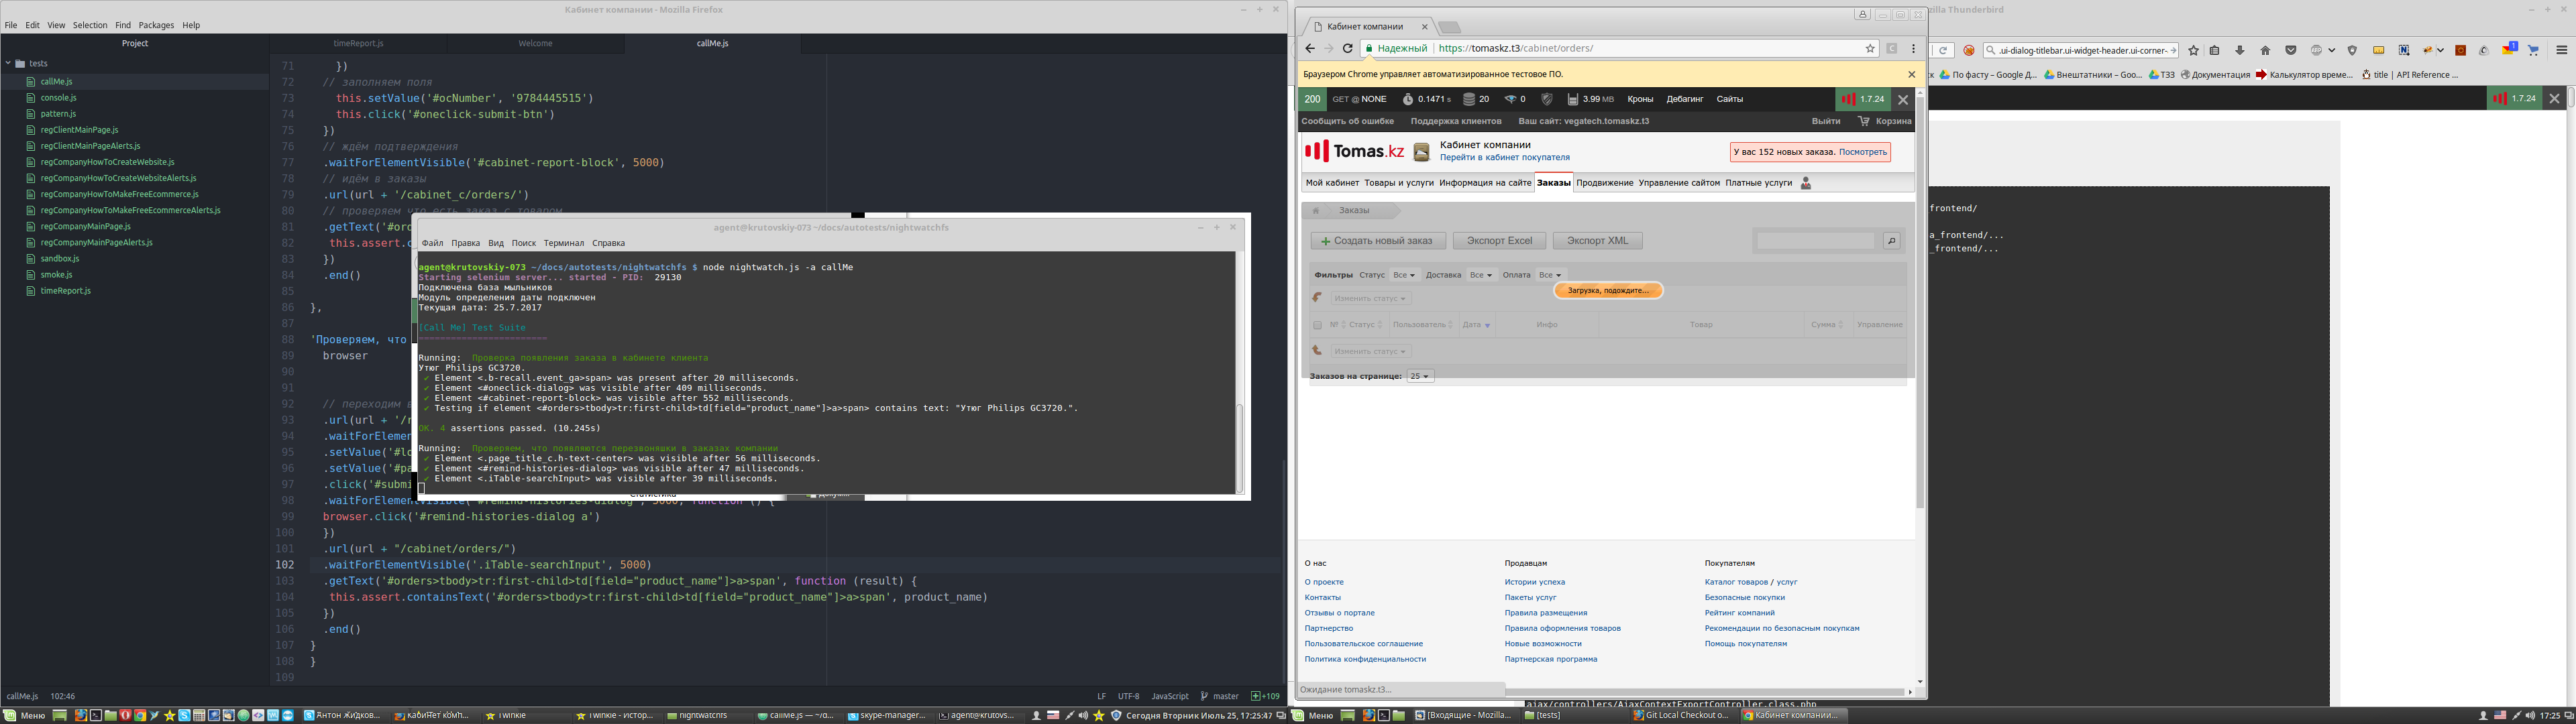 Кабинет компании - Mozilla Firefox
File Edit View Selection Find Packages Help
Project
timeReport.js Welcome callMe.js
tests
callMe.js
console.js
pattern.js
regClientMainPage.js
regClientMainPageAlerts.js
regCompanyHowToCreateWebsite.js
regCompanyHowToCreateWebsiteAlerts.js
regCompanyHowToMakeFreeEcommerce.js
regCompanyHowToMakeFreeEcommerceAlerts.js
regCompanyMainPage.js
regCompanyMainPageAlerts.js
sandbox.js
smoke.js
timeReport.js
71 })
72 // заполняем поля
73 this.setValue('#ocNumber', '9784445515')
74 this.click('#oneclick-submit-btn')
75 })
76 // ждём подтверждения
77 .waitForElementVisible('#cabinet-report-block', 5000)
78 // идём в заказы
79 .url(url + '/cabinet_c/orders/')
80 // проверяем что есть заказ с товаром
81 .getText('#ord
82 this.assert.c
83 })
84 .end()
85
86 },
87
88 'Проверяем, что
89 browser
90
91
92 // переходим в
93 .url(url + '/r
94 .waitForElemen
95 .setValue('#lo
96 .setValue('#pa
97 .click('#submi
98 .waitForElementVisible('#remind-histories-dialog', 5000, function () {
99 browser.click('#remind-histories-dialog a')
100 })
101 .url(url + "/cabinet/orders/")
102 .waitForElementVisible('.iTable-searchInput', 5000)
103 .getText('#orders>tbody>tr:first-child>td[field="product_name"]>a>span', function (result) {
104 this.assert.containsText('#orders>tbody>tr:first-child>td[field="product_name"]>a>span', product_name)
105 })
106 .end()
107 }
108 }
109
callMe.js 102:46
LF UTF-8 JavaScript master +109
agent@krutovskiy-073 ~/docs/autotests/nightwatchfs
Файл Правка Вид Поиск Терминал Справка
agent@krutovskiy-073 ~/docs/autotests/nightwatchfs $ node nightwatch.js -a callMe
Starting selenium server... started - PID: 29130
Подключена база мыльников
Модуль определения даты подключен
Текущая дата: 25.7.2017
[Call Me] Test Suite
========================
Running: Проверка появления заказа в кабинете клиента
Утюг Philips GC3720.
✔ Element <.b-recall.event_ga>span> was present after 20 milliseconds.
✔ Element <#oneclick-dialog> was visible after 409 milliseconds.
✔ Element <#cabinet-report-block> was visible after 552 milliseconds.
✔ Testing if element <#orders>tbody>tr:first-child>td[field="product_name"]>a>span> contains text: "Утюг Philips GC3720.".
OK. 4 assertions passed. (10.245s)
Running: Проверяем, что появляются перезвоняшки в заказах компании
✔ Element <.page_title_c.h-text-center> was visible after 56 milliseconds.
✔ Element <#remind-histories-dialog> was visible after 47 milliseconds.
✔ Element <.iTable-searchInput> was visible after 39 milliseconds.
Кабинет компании
Надежный https://tomaskz.t3/cabinet/orders/
Браузером Chrome управляет автоматизированное тестовое ПО.
200 GET @ NONE 0.1471 s 20 0 3.99 MB Кроны Дебагинг Сайты 1.7.24
Сообщить об ошибке Поддержка клиентов Ваш сайт: vegatech.tomaskz.t3 Выйти Корзина
Tomas.kz
Кабинет компании
Перейти в кабинет покупателя
У вас 152 новых заказа. Посмотреть
Мой кабинет Товары и услуги Информация на сайте Заказы Продвижение Управление сайтом Платные услуги
Заказы
Создать новый заказ Экспорт Excel Экспорт XML
Фильтры Статус Все Доставка Все Оплата Все
Загрузка, подождите...
Изменить статус
№ Статус Пользователь Дата Инфо Товар Сумма Управление
Изменить статус
Заказов на странице: 25
О нас
О проекте
Контакты
Отзывы о портале
Партнерство
Пользовательское соглашение
Политика конфиденциальности
Продавцам
Истории успеха
Пакеты услуг
Правила размещения
Правила оформления товаров
Новые возможности
Партнерская программа
Покупателям
Каталог товаров / услуг
Безопасные покупки
Рейтинг компаний
Рекомендации по безопасным покупкам
Помощь покупателям
Ожидание tomaskz.t3...
zilla Thunderbird
.ui-dialog-titlebar.ui-widget-header.ui-corner-
По фасту – Google Д... Внештатники – Goo... ТЗЗ Документация Калькулятор време... title | API Reference ...
1.7.24
frontend/
a_frontend/...
_frontend/...
ajax/controllers/AjaxContextExportController.class.php
Меню Антон Жидков... Кабинет комп... Twinkle Twinkle - Истор... nightwatchfs callMe.js — ~/d... skype-manager... agent@krutovs... Сегодня Вторник Июль 25, 17:25:47
Меню [Входящие - Mozilla... [tests] Git Local Checkout о... Кабинет компании... 17:25